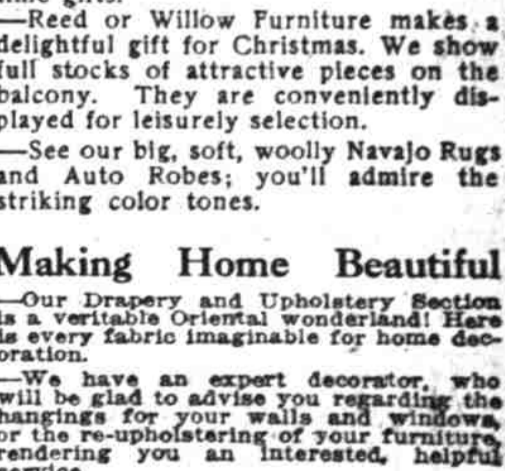 —Reed or Willow Furniture makes a
delightful gift for Christmas. We show
full stocks of attractive pieces on the
balcony. They are conveniently dis-
played for leisurely selection.
—See our big, soft, woolly Navajo Rugs
and Auto Robes; you'll admire the
striking color tones.
Making Home Beautiful
—Our Drapery and Upholstery Section
is a veritable Oriental wonderland! Here
is every fabric imaginable for home dec-
oration.
—We have an expert decorator, who
will be glad to advise you regarding the
hangings for your walls and windows,
or the re-upholstering of your furniture,
rendering you an interested, helpful